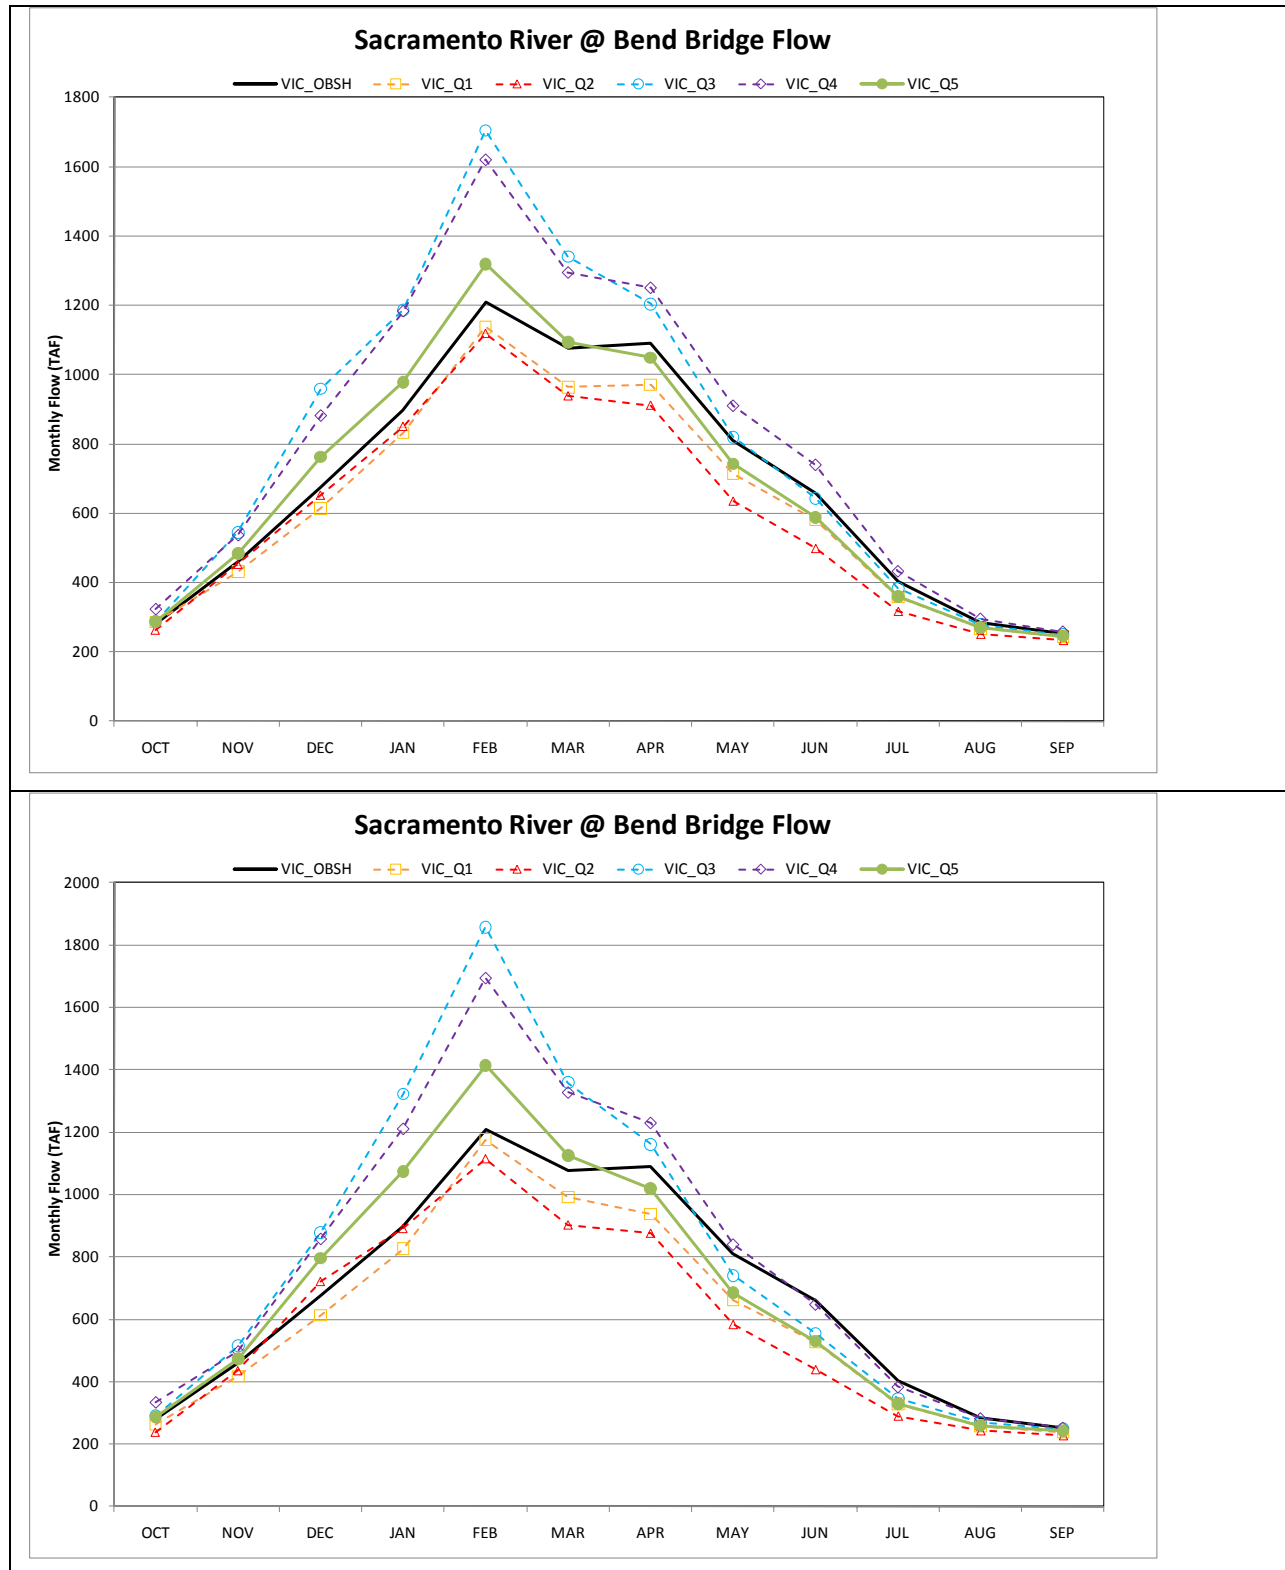 Sacramento River @ Bend Bridge Flow
VIC_OBSH VIC_Q1 VIC_Q2 VIC_Q3 VIC_Q4 VIC_Q5
1800
1600
1400
1200
1000
800
600
400
200
0
Monthly Flow (TAF)
OCT NOV DEC JAN FEB MAR APR MAY JUN JUL AUG SEP
Sacramento River @ Bend Bridge Flow
VIC_OBSH VIC_Q1 VIC_Q2 VIC_Q3 VIC_Q4 VIC_Q5
2000
1800
1600
1400
1200
1000
800
600
400
200
0
Monthly Flow (TAF)
OCT NOV DEC JAN FEB MAR APR MAY JUN JUL AUG SEP